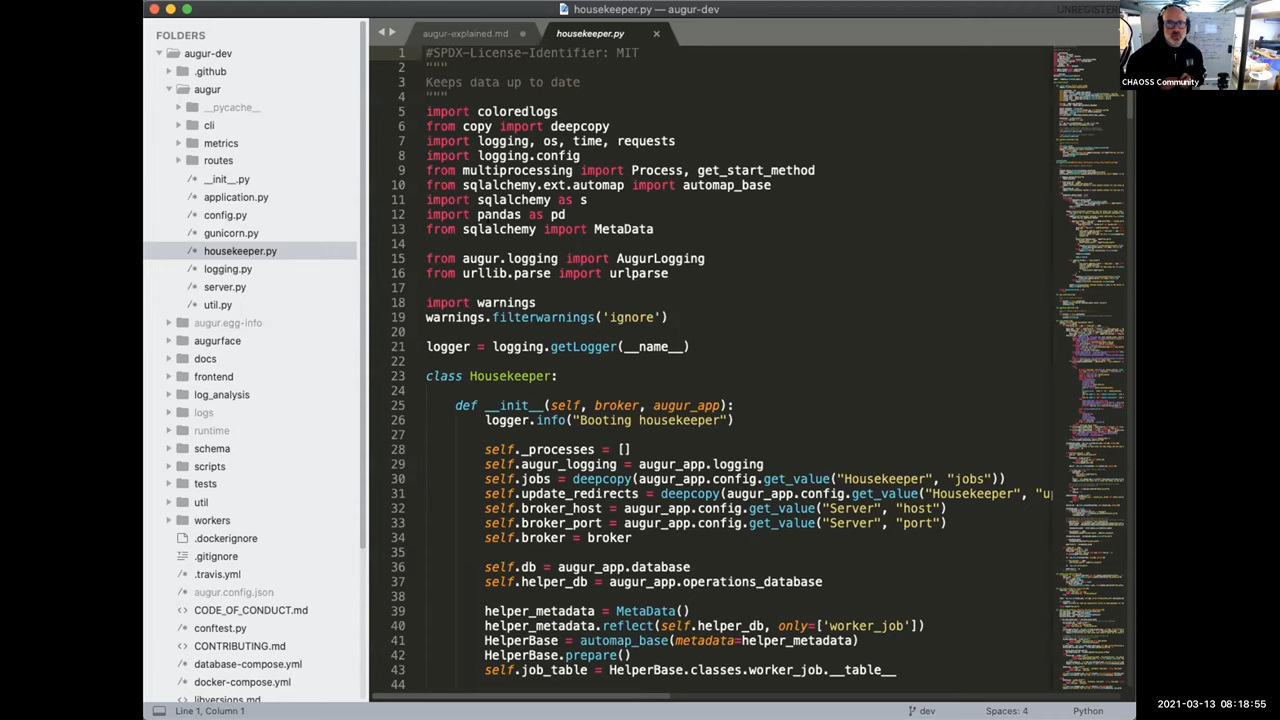 housekeeper.py — augur-dev
UNREGISTERED
FOLDERS
augur-dev
.github
augur
__pycache__
cli
metrics
routes
__init__.py
application.py
config.py
gunicorn.py
housekeeper.py
logging.py
server.py
util.py
augur.egg-info
augurface
docs
frontend
log_analysis
logs
runtime
schema
scripts
tests
util
workers
.dockerignore
.gitignore
.travis.yml
augur.config.json
CODE_OF_CONDUCT.md
conftest.py
CONTRIBUTING.md
database-compose.yml
docker-compose.yml
libversions.md
augur-explained.md
housekeeper.py
1 #SPDX-License-Identifier: MIT
2 """
3 Keeps data up to date
4 """
5 import coloredlogs
6 from copy import deepcopy
7 import logging, os, time, requests
8 import logging.config
9 from multiprocessing import Process, get_start_method
10 from sqlalchemy.ext.automap import automap_base
11 import sqlalchemy as s
12 import pandas as pd
13 from sqlalchemy import MetaData
14
15 from augur.logging import AugurLogging
16 from urllib.parse import urlparse
17
18 import warnings
19 warnings.filterwarnings('ignore')
20
21 logger = logging.getLogger(__name__)
22
23 class Housekeeper:
24
25 def __init__(self, broker, augur_app):
26 logger.info("Booting housekeeper")
27
28 self._processes = []
29 self.augur_logging = augur_app.logging
30 self.jobs = deepcopy(augur_app.config.get_value("Housekeeper", "jobs"))
31 self.update_redirects = deepcopy(augur_app.config.get_value("Housekeeper", "up
32 self.broker_host = augur_app.config.get_value("Server", "host")
33 self.broker_port = augur_app.config.get_value("Server", "port")
34 self.broker = broker
35
36 self.db = augur_app.database
37 self.helper_db = augur_app.operations_database
38
39 helper_metadata = MetaData()
40 helper_metadata.reflect(self.helper_db, only=['worker_job'])
41 HelperBase = automap_base(metadata=helper_metadata)
42 HelperBase.prepare()
43 self.job_table = HelperBase.classes.worker_job.__table__
44
CHAOSS Community
Line 1, Column 1
dev
Spaces: 4
Python
2021-03-13 08:18:55